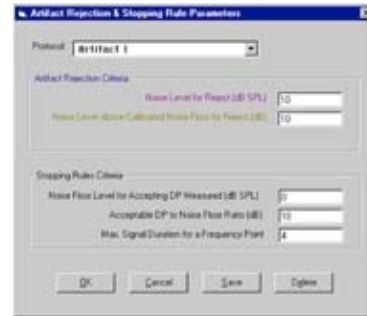 Artifact Rejection & Stopping Rule Parameters
Protocol: Artifact 1
Artifact Rejection Criteria
Noise Level for Reject (dB SPL) 10
Noise Level above Calibrated Noise Floor for Reject (dB) 10
Stopping Rules Criteria
Noise Floor Level for Accepting DP Measured (dB SPL) 0
Acceptable DP to Noise Floor Ratio (dB) 10
Max. Signal Duration for a Frequency Point 4
OK Cancel Save Delete